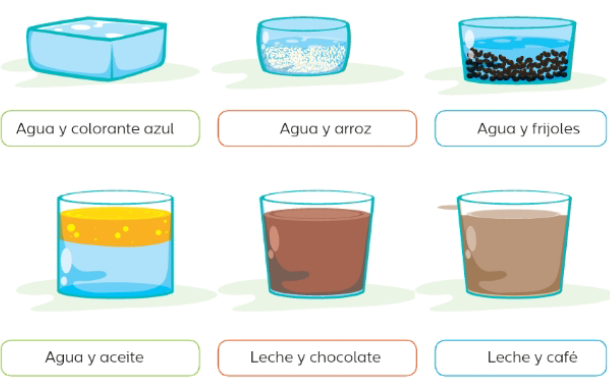 Agua y colorante azul
Agua y arroz
Agua y frijoles
Agua y aceite
Leche y chocolate
Leche y café